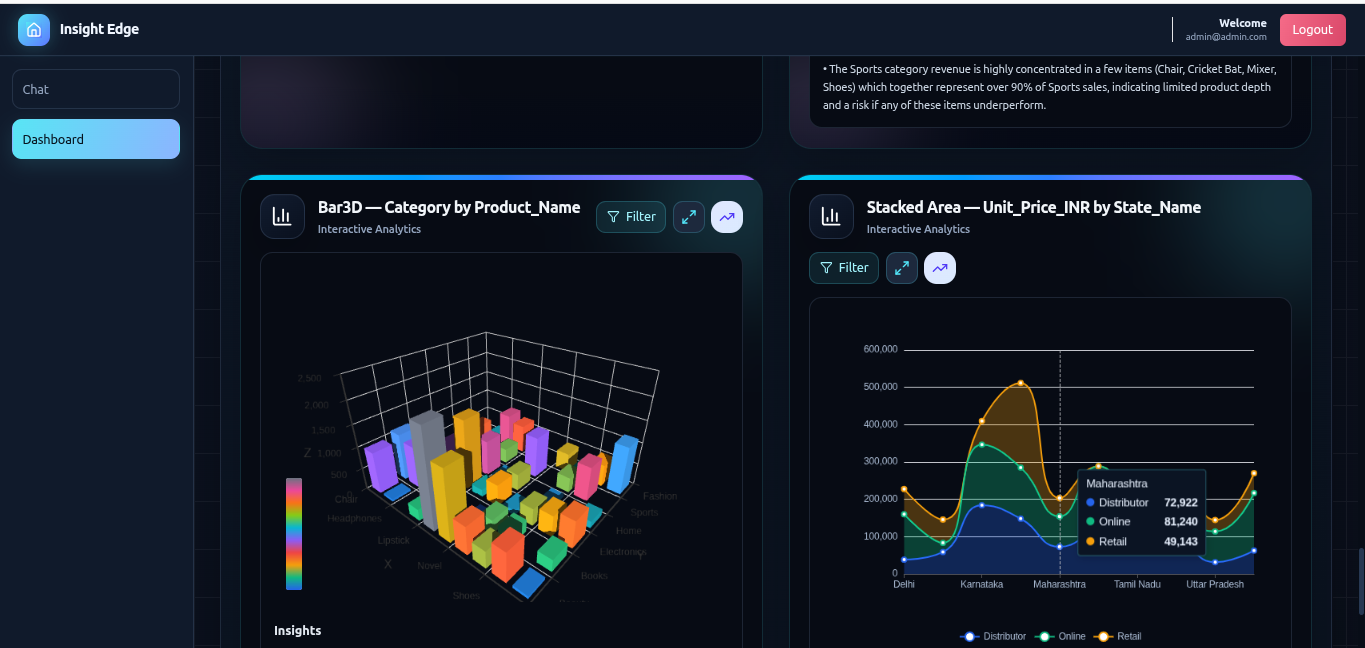 Insight Edge
Welcome
admin@admin.com
Logout
Chat
Dashboard
• The Sports category revenue is highly concentrated in a few items (Chair, Cricket Bat, Mixer,
Shoes) which together represent over 90% of Sports sales, indicating limited product depth
and a risk if any of these items underperform.
Bar3D — Category by Product_Name
Interactive Analytics
Filter
2,500
2,000
1,500
Z
1,000
500
Chair
Headphones
Lipstick
X
Novel
Shoes
Fashion
Sports
Home
Electronics
Y
Books
Insights
Stacked Area — Unit_Price_INR by State_Name
Interactive Analytics
Filter
600,000
500,000
400,000
300,000
200,000
100,000
0
Maharashtra
Distributor 72,922
Online 81,240
Retail 49,143
Delhi Karnataka Maharashtra Tamil Nadu Uttar Pradesh
Distributor Online Retail